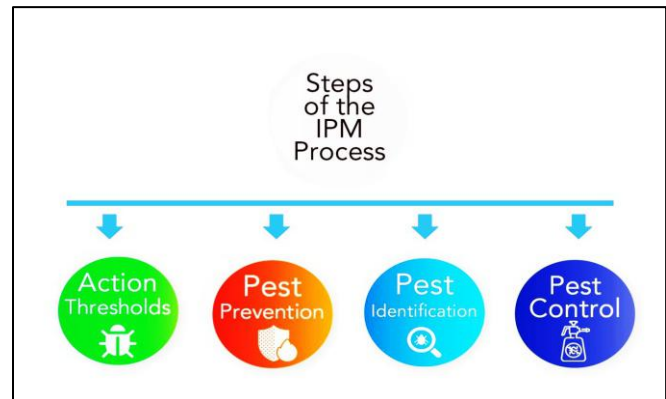 Steps
of the
IPM
Process
Action
Thresholds
Pest
Prevention
Pest
Identification
Pest
Control